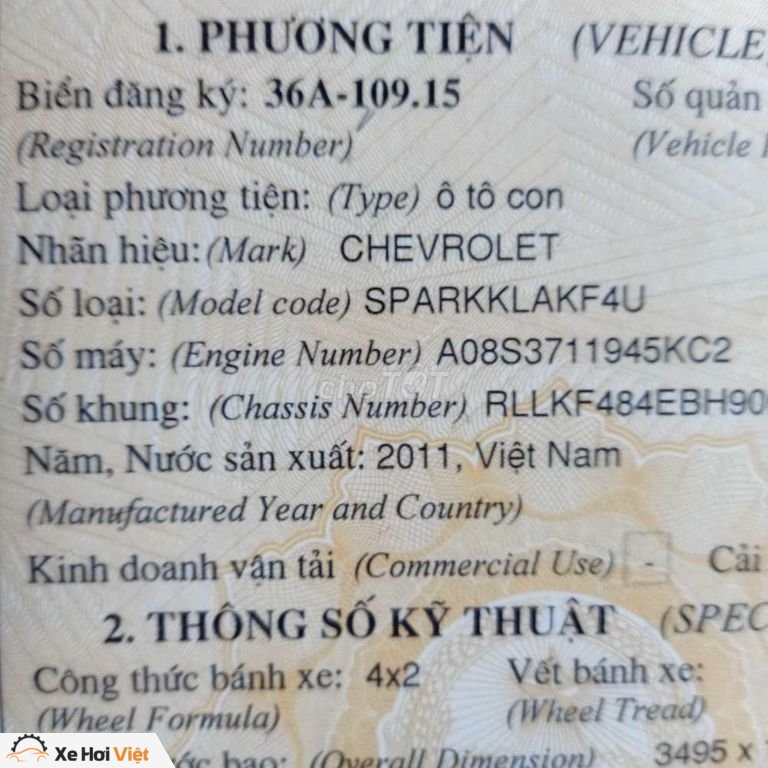 1. PHƯƠNG TIỆN (VEHICLE)
Biển đăng ký: 36A-109.15 Số quản
(Registration Number) (Vehicle
Loại phương tiện: (Type) ô tô con
Nhãn hiệu: (Mark) CHEVROLET
Số loại: (Model code) SPARKKLAKF4U
Số máy: (Engine Number) A08S3711945KC2
choTỐT
Số khung: (Chassis Number) RLLKF484EBH90
Năm, Nước sản xuất: 2011, Việt Nam
(Manufactured Year and Country)
Kinh doanh vận tải (Commercial Use) - Cải
2. THÔNG SỐ KỸ THUẬT (SPEC
Công thức bánh xe: 4x2 Vết bánh xe:
(Wheel Formula) (Wheel Tread)
bao: (Overall Dimension) 3495 x
Xe Hơi Việt